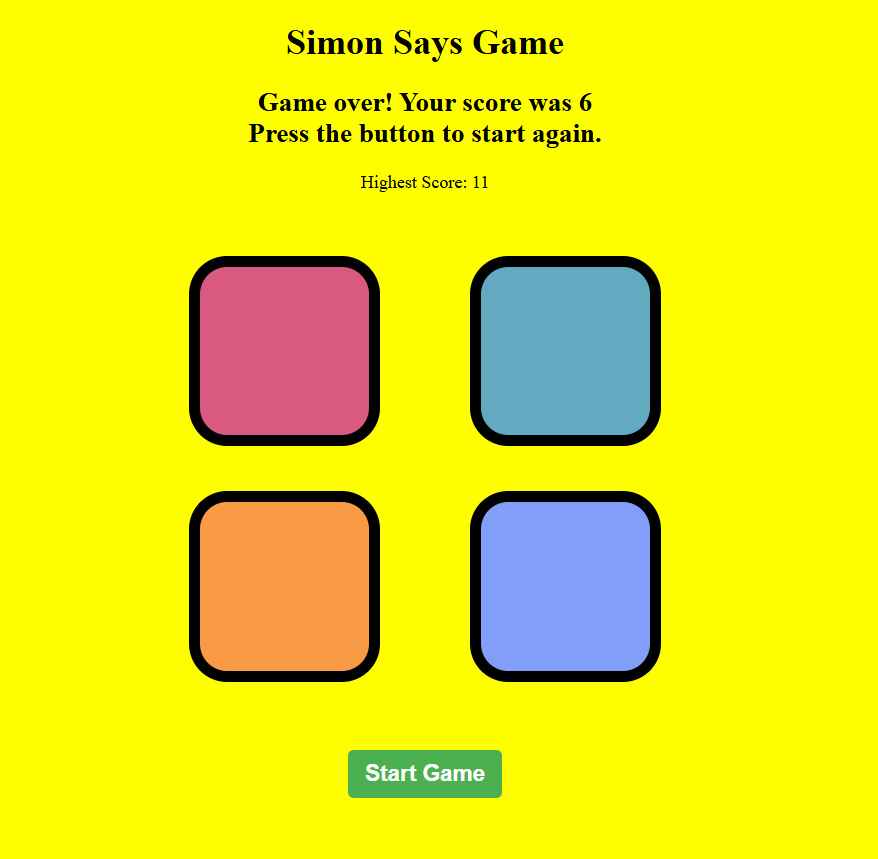 Simon Says Game
Game over! Your score was 6
Press the button to start again.
Highest Score: 11
Start Game